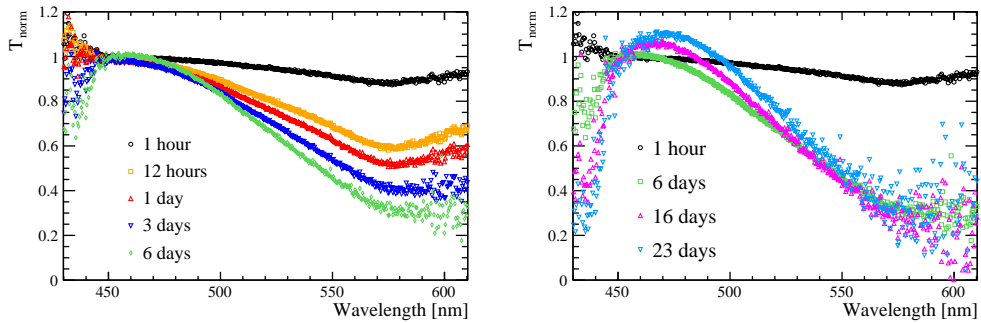 T_norm
1.2
1
0.8
0.6
0.4
0.2
0
1 hour
12 hours
1 day
3 days
6 days
450
500
550
600
Wavelength [nm]
T_norm
1.2
1
0.8
0.6
0.4
0.2
0
1 hour
6 days
16 days
23 days
450
500
550
600
Wavelength [nm]